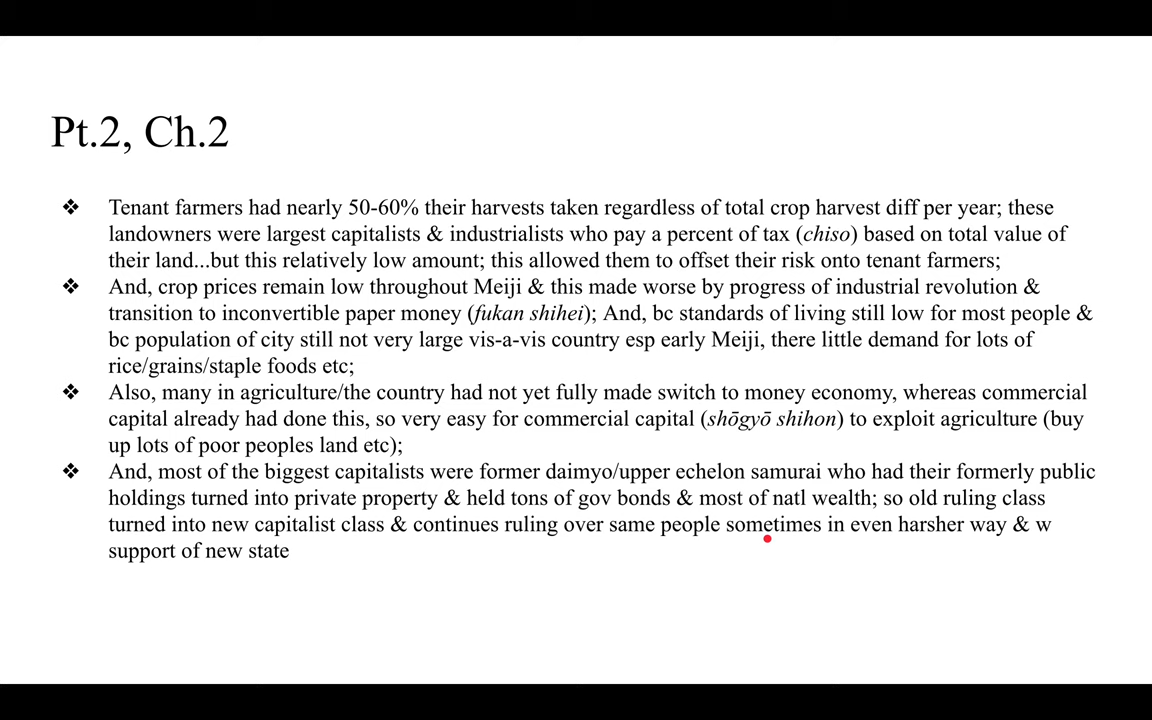 Pt.2, Ch.2
❖ Tenant farmers had nearly 50-60% their harvests taken regardless of total crop harvest diff per year; these
landowners were largest capitalists & industrialists who pay a percent of tax (chiso) based on total value of
their land...but this relatively low amount; this allowed them to offset their risk onto tenant farmers;
❖ And, crop prices remain low throughout Meiji & this made worse by progress of industrial revolution &
transition to inconvertible paper money (fukan shihei); And, bc standards of living still low for most people &
bc population of city still not very large vis-a-vis country esp early Meiji, there little demand for lots of
rice/grains/staple foods etc;
❖ Also, many in agriculture/the country had not yet fully made switch to money economy, whereas commercial
capital already had done this, so very easy for commercial capital (shōgyō shihon) to exploit agriculture (buy
up lots of poor peoples land etc);
❖ And, most of the biggest capitalists were former daimyo/upper echelon samurai who had their formerly public
holdings turned into private property & held tons of gov bonds & most of natl wealth; so old ruling class
turned into new capitalist class & continues ruling over same people sometimes in even harsher way & w
support of new state